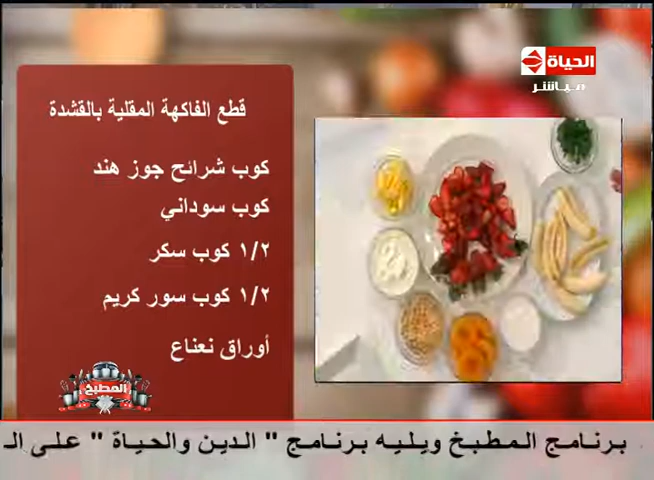 الحياة
مباشر
قطع الفاكهة المقلية بالقشدة
كوب شرائح جوز هند
كوب سوداني
١/٢ كوب سكر
١/٢ كوب سور كريم
أوراق نعناع
المطبخ
برنامج المطبخ ويليه برنامج " الدين والحياة " على الـ